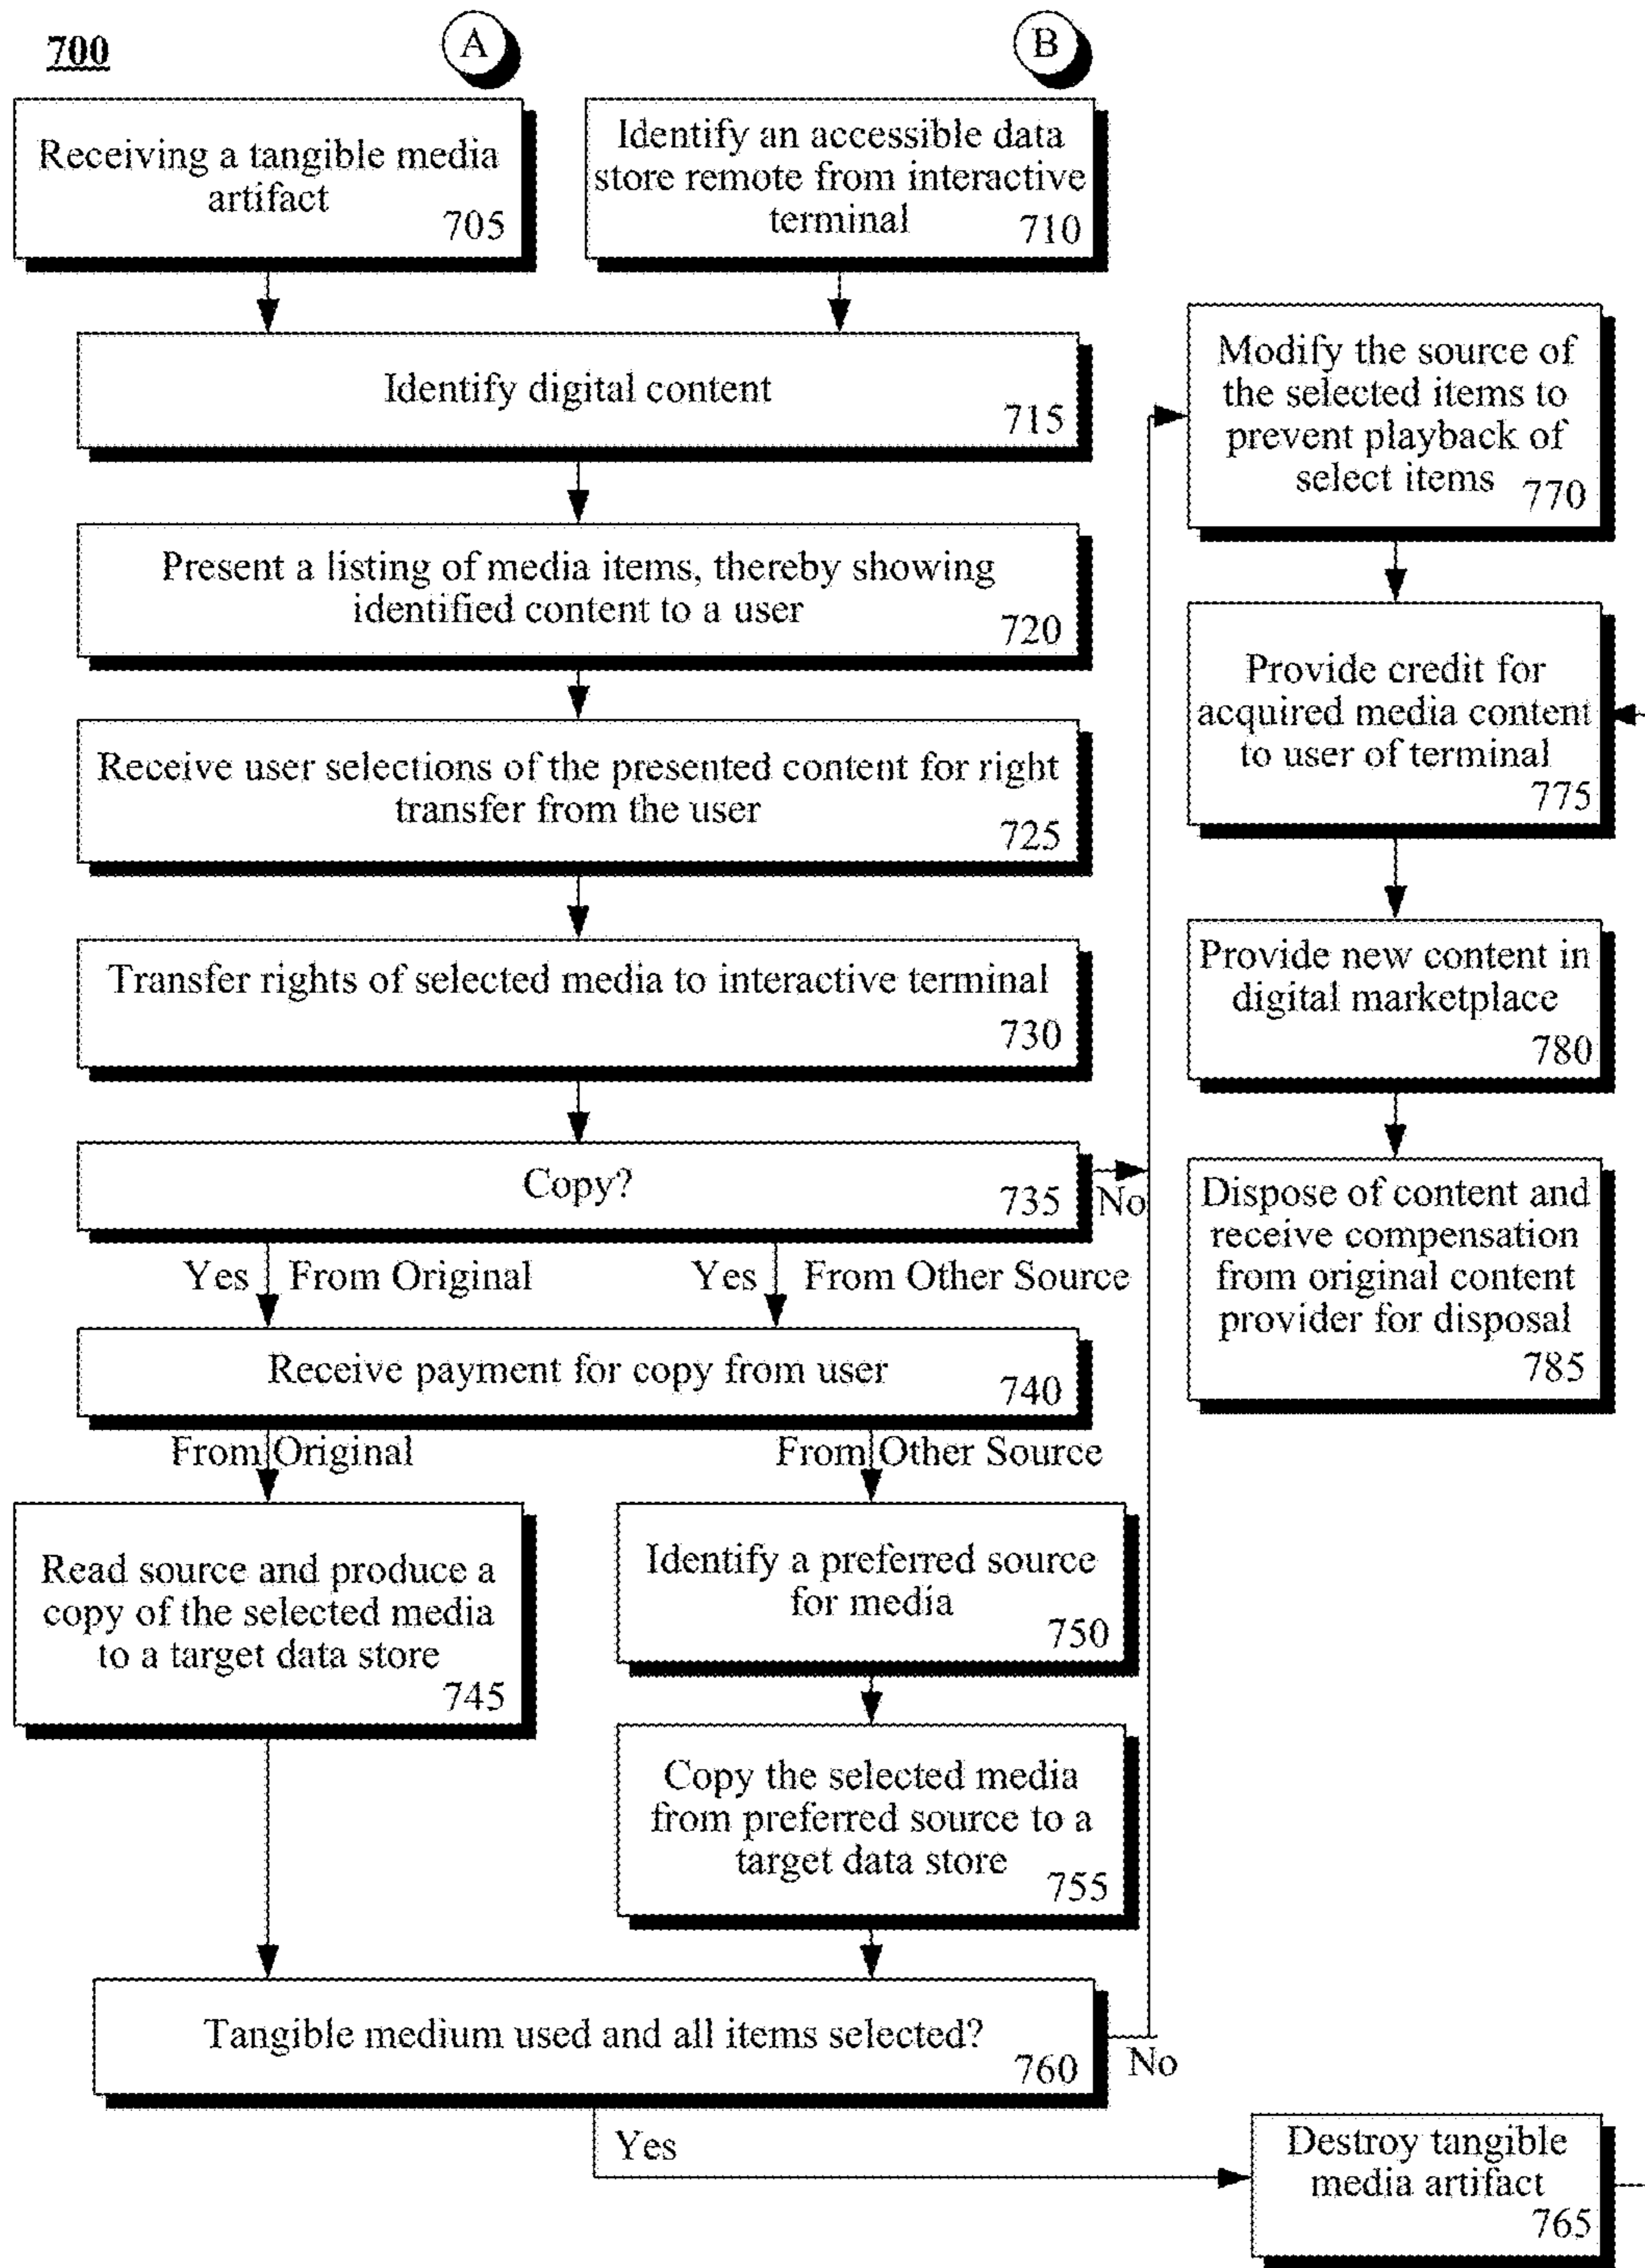 700
A
B
Receiving a tangible media
artifact
705
Identify an accessible data
store remote from interactive
terminal
710
Identify digital content
715
Present a listing of media items, thereby showing
identified content to a user
720
Receive user selections of the presented content for right
transfer from the user
725
Transfer rights of selected media to interactive terminal
730
Copy?
735
No
Yes
From Original
Yes
From Other Source
Receive payment for copy from user
740
From Original
From Other Source
Read source and produce a
copy of the selected media
to a target data store
745
Identify a preferred source
for media
750
Copy the selected media
from preferred source to a
target data store
755
Tangible medium used and all items selected?
760
No
Yes
Destroy tangible
media artifact
765
Modify the source of
the selected items to
prevent playback of
select items
770
Provide credit for
acquired media content
to user of terminal
775
Provide new content in
digital marketplace
780
Dispose of content and
receive compensation
from original content
provider for disposal
785